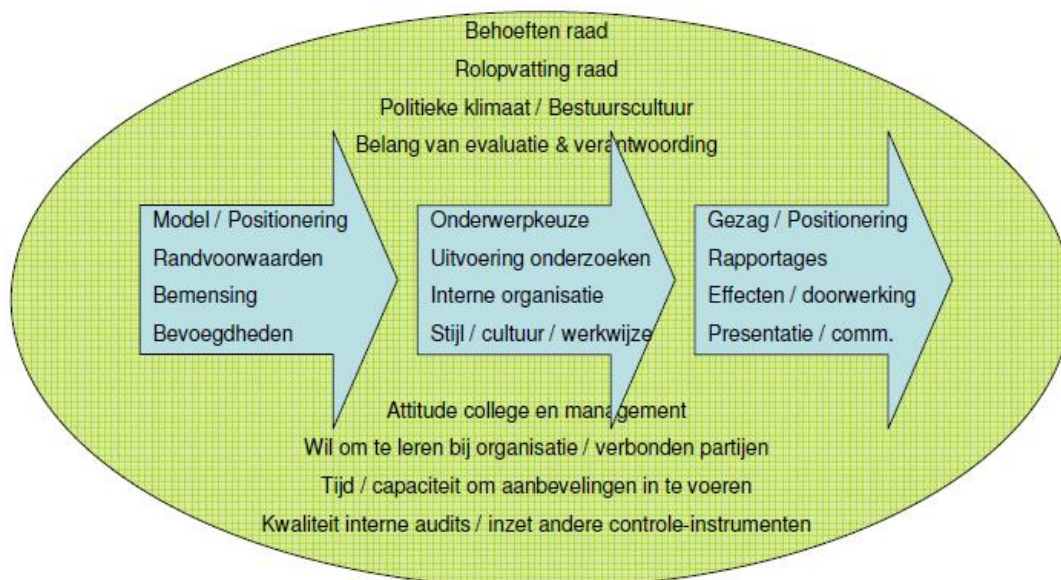 Behoeften raad
Rolopvatting raad
Politieke klimaat / Bestuurscultuur
Belang van evaluatie & verantwoording
Model / Positionering
Randvoorwaarden
Bemensing
Bevoegdheden
Onderwerpkeuze
Uitvoering onderzoeken
Interne organisatie
Stijl / cultuur / werkwijze
Gezag / Positionering
Rapportages
Effecten / doorwerking
Presentatie / comm.
Attitude college en management
Wil om te leren bij organisatie / verbonden partijen
Tijd / capaciteit om aanbevelingen in te voeren
Kwaliteit interne audits / inzet andere controle-instrumenten